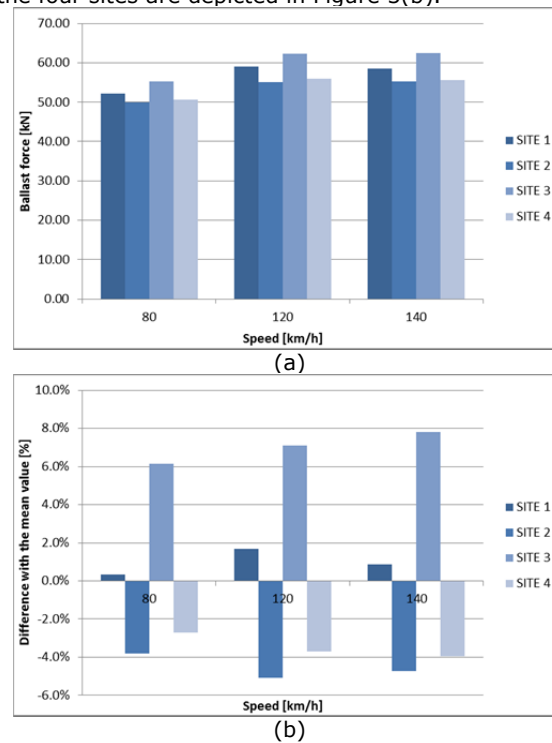 the four sites are depicted in Figure 5(b).
70.00
60.00
50.00
40.00
30.00
20.00
10.00
0.00
Ballast force [kN]
80
120
140
Speed [km/h]
SITE 1
SITE 2
SITE 3
SITE 4
(a)
10.0%
8.0%
6.0%
4.0%
2.0%
0.0%
-2.0%
-4.0%
-6.0%
Difference with the mean value [%]
80
120
140
Speed [km/h]
SITE 1
SITE 2
SITE 3
SITE 4
(b)